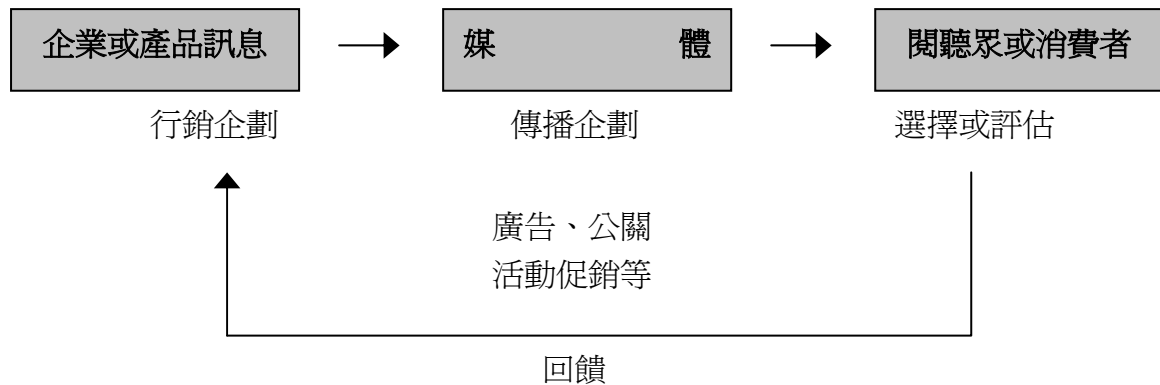 企業或產品訊息
媒 體
閱聽眾或消費者
行銷企劃
傳播企劃
選擇或評估
廣告、公關
活動促銷等
回饋